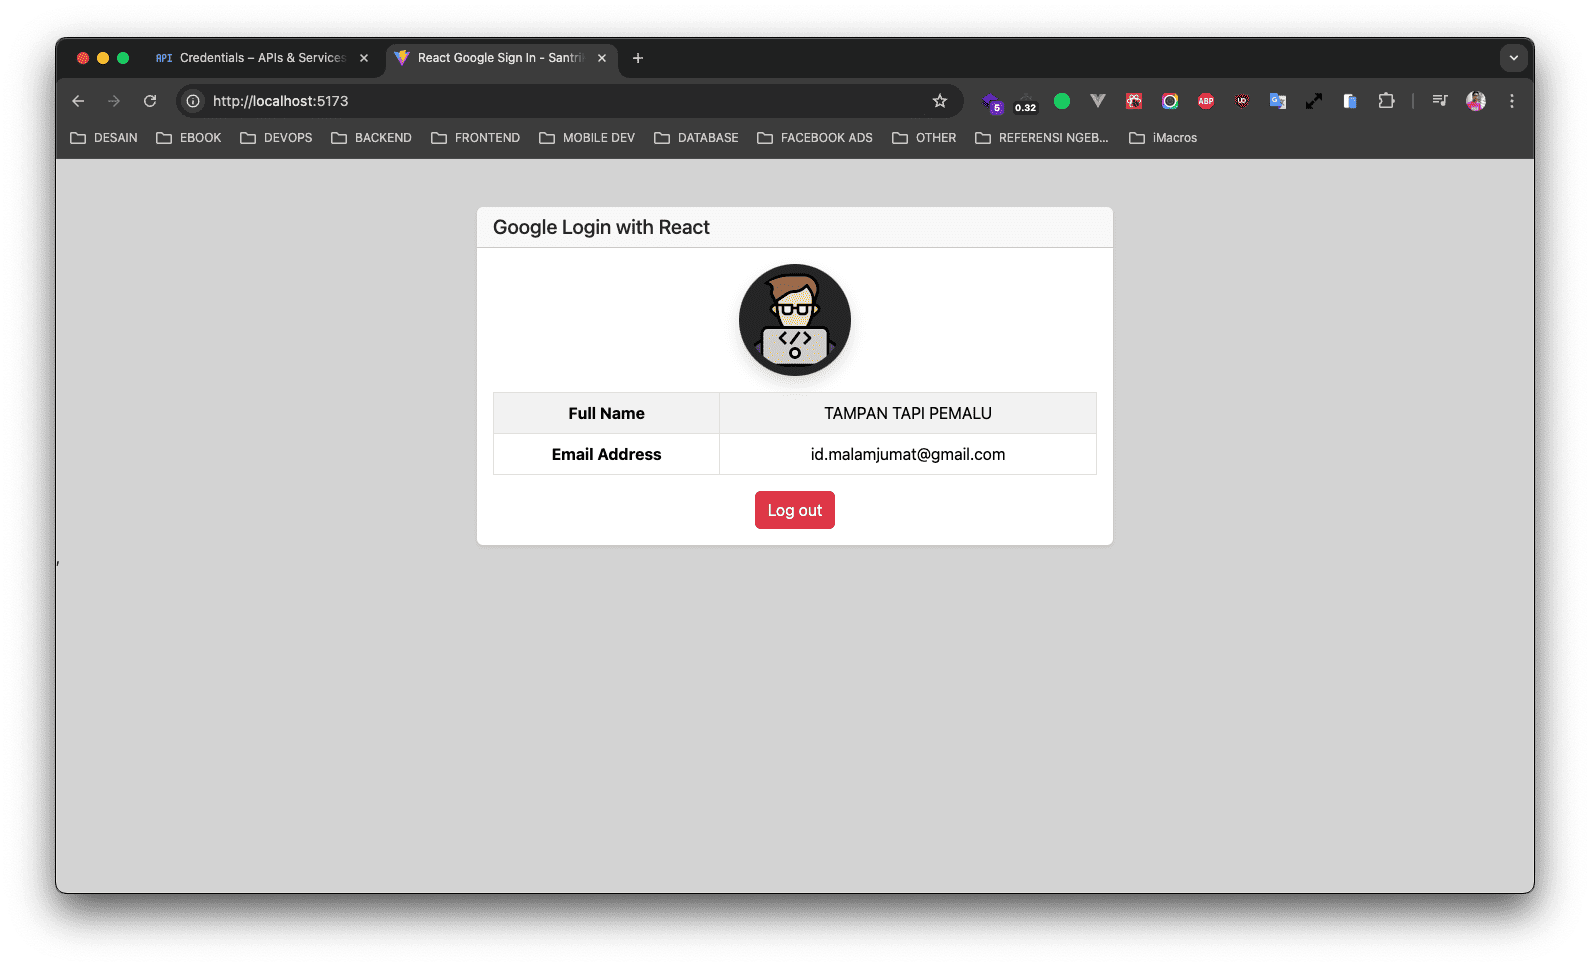 API Credentials – APIs & Services
React Google Sign In - Santri
http://localhost:5173
5
0.32
ABP
DESAIN EBOOK DEVOPS BACKEND FRONTEND MOBILE DEV DATABASE FACEBOOK ADS OTHER REFERENSI NGEB... iMacros
Google Login with React
</>
Full Name TAMPAN TAPI PEMALU
Email Address id.malamjumat@gmail.com
Log out
,